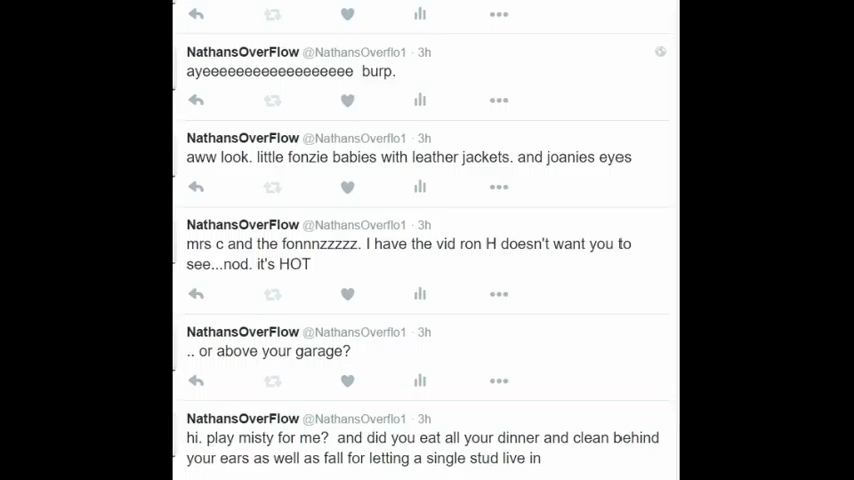 NathansOverFlow @NathansOverflo1 · 3h
ayeeeeeeeeeeeeeeeeee burp.
NathansOverFlow @NathansOverflo1 · 3h
aww look. little fonzie babies with leather jackets. and joanies eyes
NathansOverFlow @NathansOverflo1 · 3h
mrs c and the fonnnzzzzz. I have the vid ron H doesn't want you to
see...nod. it's HOT
NathansOverFlow @NathansOverflo1 · 3h
.. or above your garage?
NathansOverFlow @NathansOverflo1 · 3h
hi. play misty for me? and did you eat all your dinner and clean behind
your ears as well as fall for letting a single stud live in